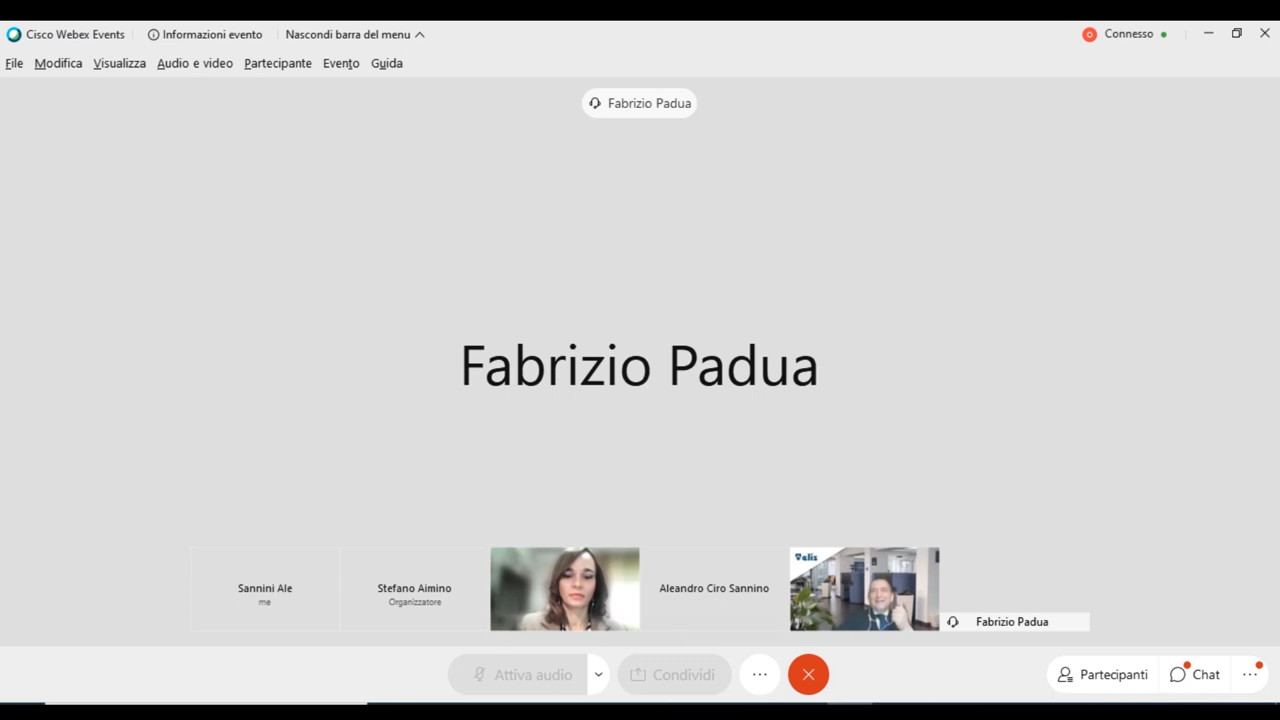 Cisco Webex Events
Informazioni evento
Nascondi barra del menu
Connesso
File Modifica Visualizza Audio e video Partecipante Evento Guida
Fabrizio Padua
Fabrizio Padua
Sannini Ale
me
Stefano Aimino
Organizzatore
Aleandro Ciro Sannino
Fabrizio Padua
Attiva audio
Condividi
Partecipanti
Chat